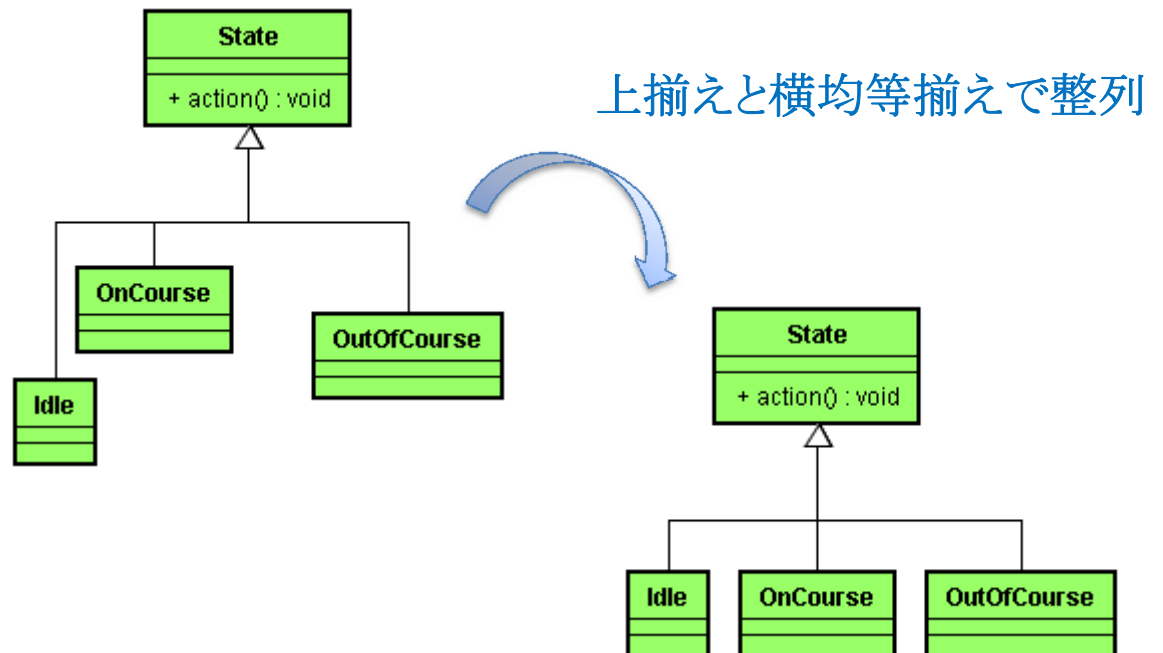 State
+ action() : void
上揃えと横均等揃えで整列
OnCourse
OutOfCourse
Idle
State
+ action() : void
Idle
OnCourse
OutOfCourse